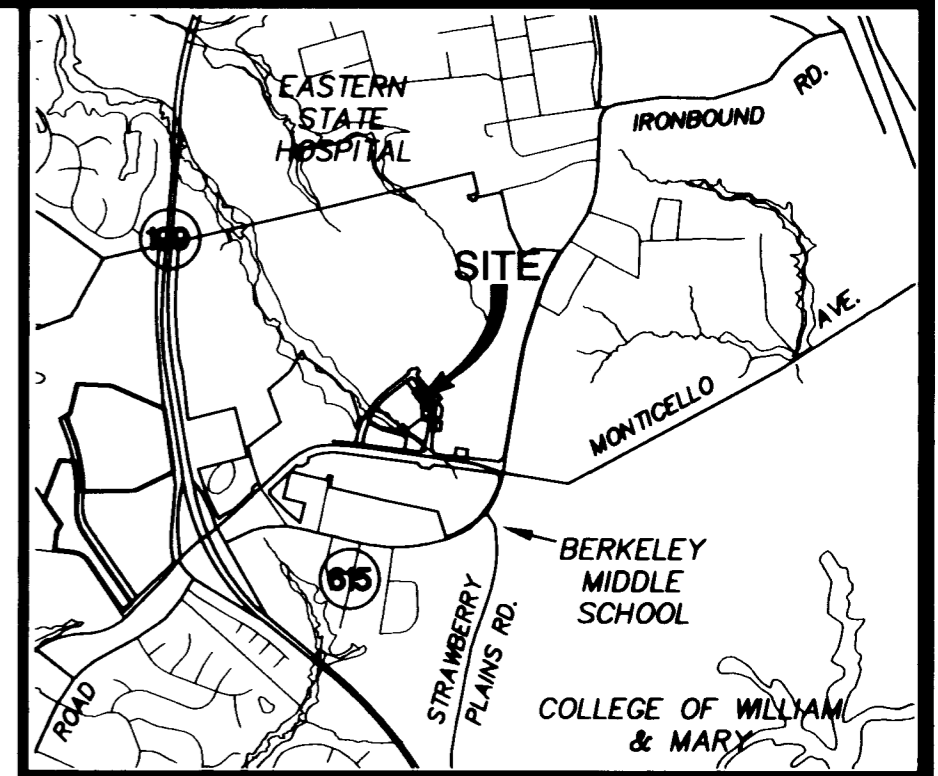 EASTERN
STATE
HOSPITAL
IRONBOUND RD.
199
SITE
MONTICELLO AVE.
BERKELEY
MIDDLE
SCHOOL
615
STRAWBERRY
PLAINS RD.
ROAD
COLLEGE OF WILLIAM
& MARY